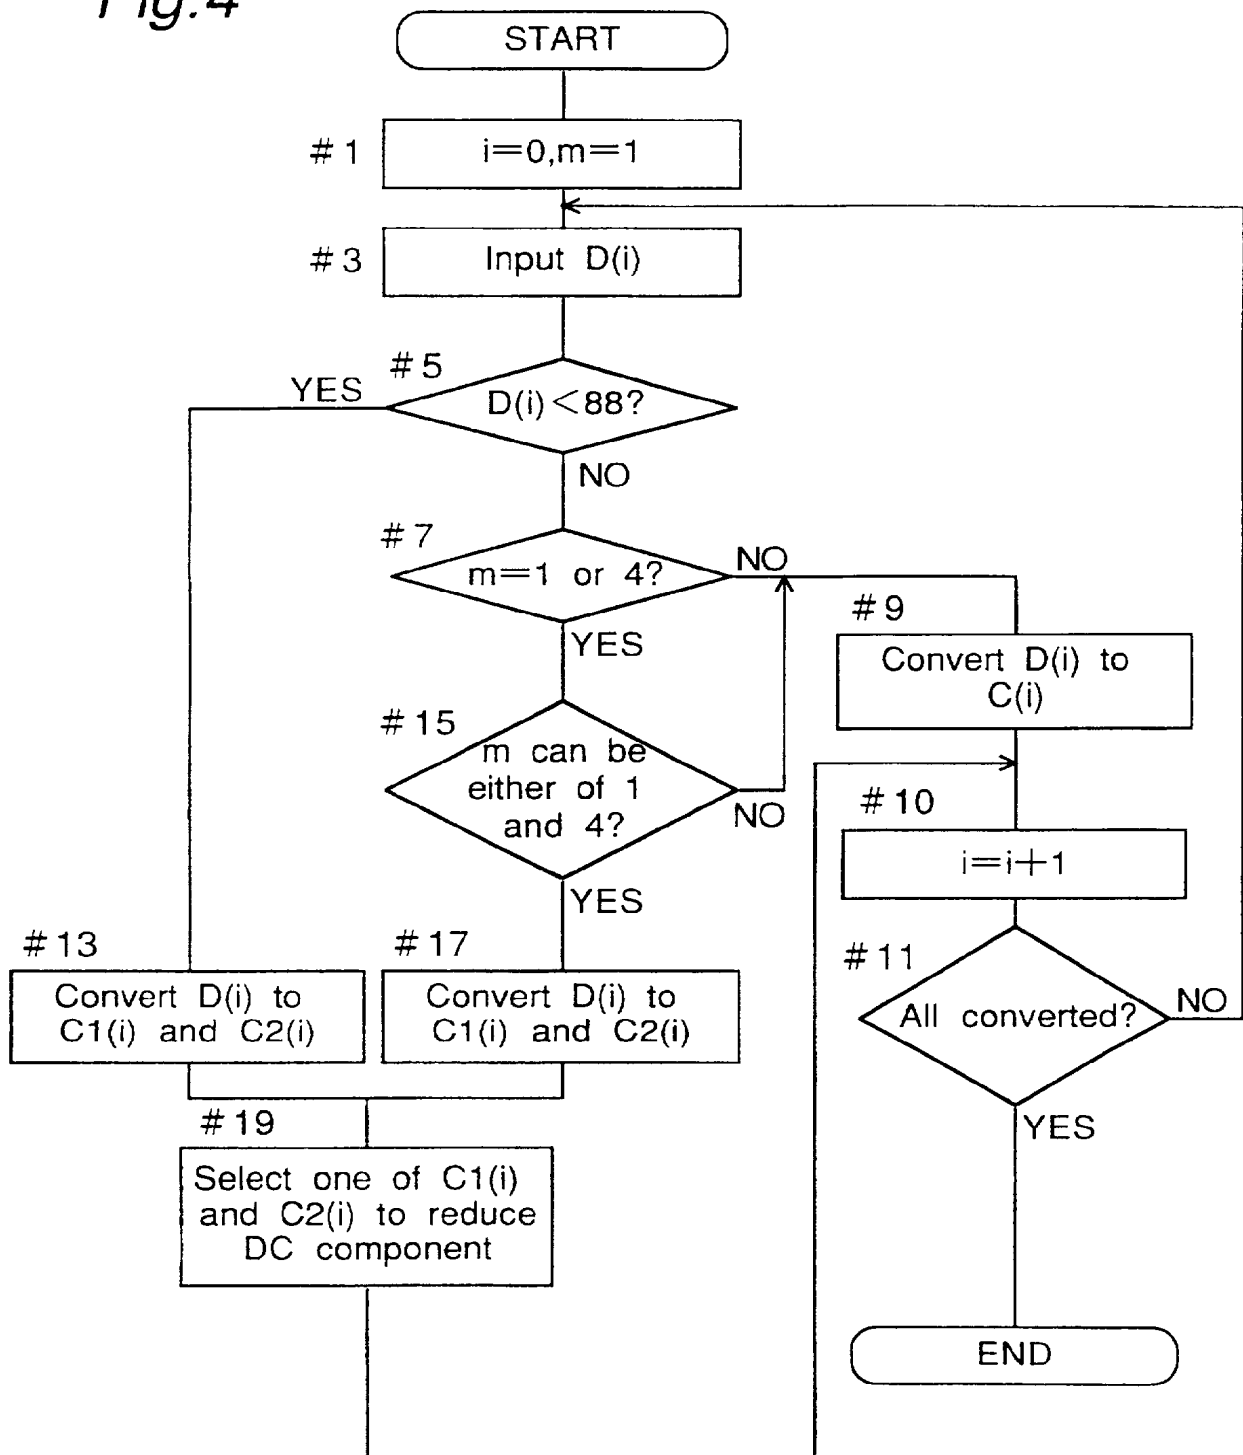 Fig.4
START
#1
i=0,m=1
#3
Input D(i)
#5
YES
D(i)<88?
NO
#7
m=1 or 4?
NO
YES
#9
Convert D(i) to
C(i)
#15
m can be
either of 1
and 4?
NO
YES
#10
i=i+1
#11
All converted?
NO
YES
#13
Convert D(i) to
C1(i) and C2(i)
#17
Convert D(i) to
C1(i) and C2(i)
#19
Select one of C1(i)
and C2(i) to reduce
DC component
END